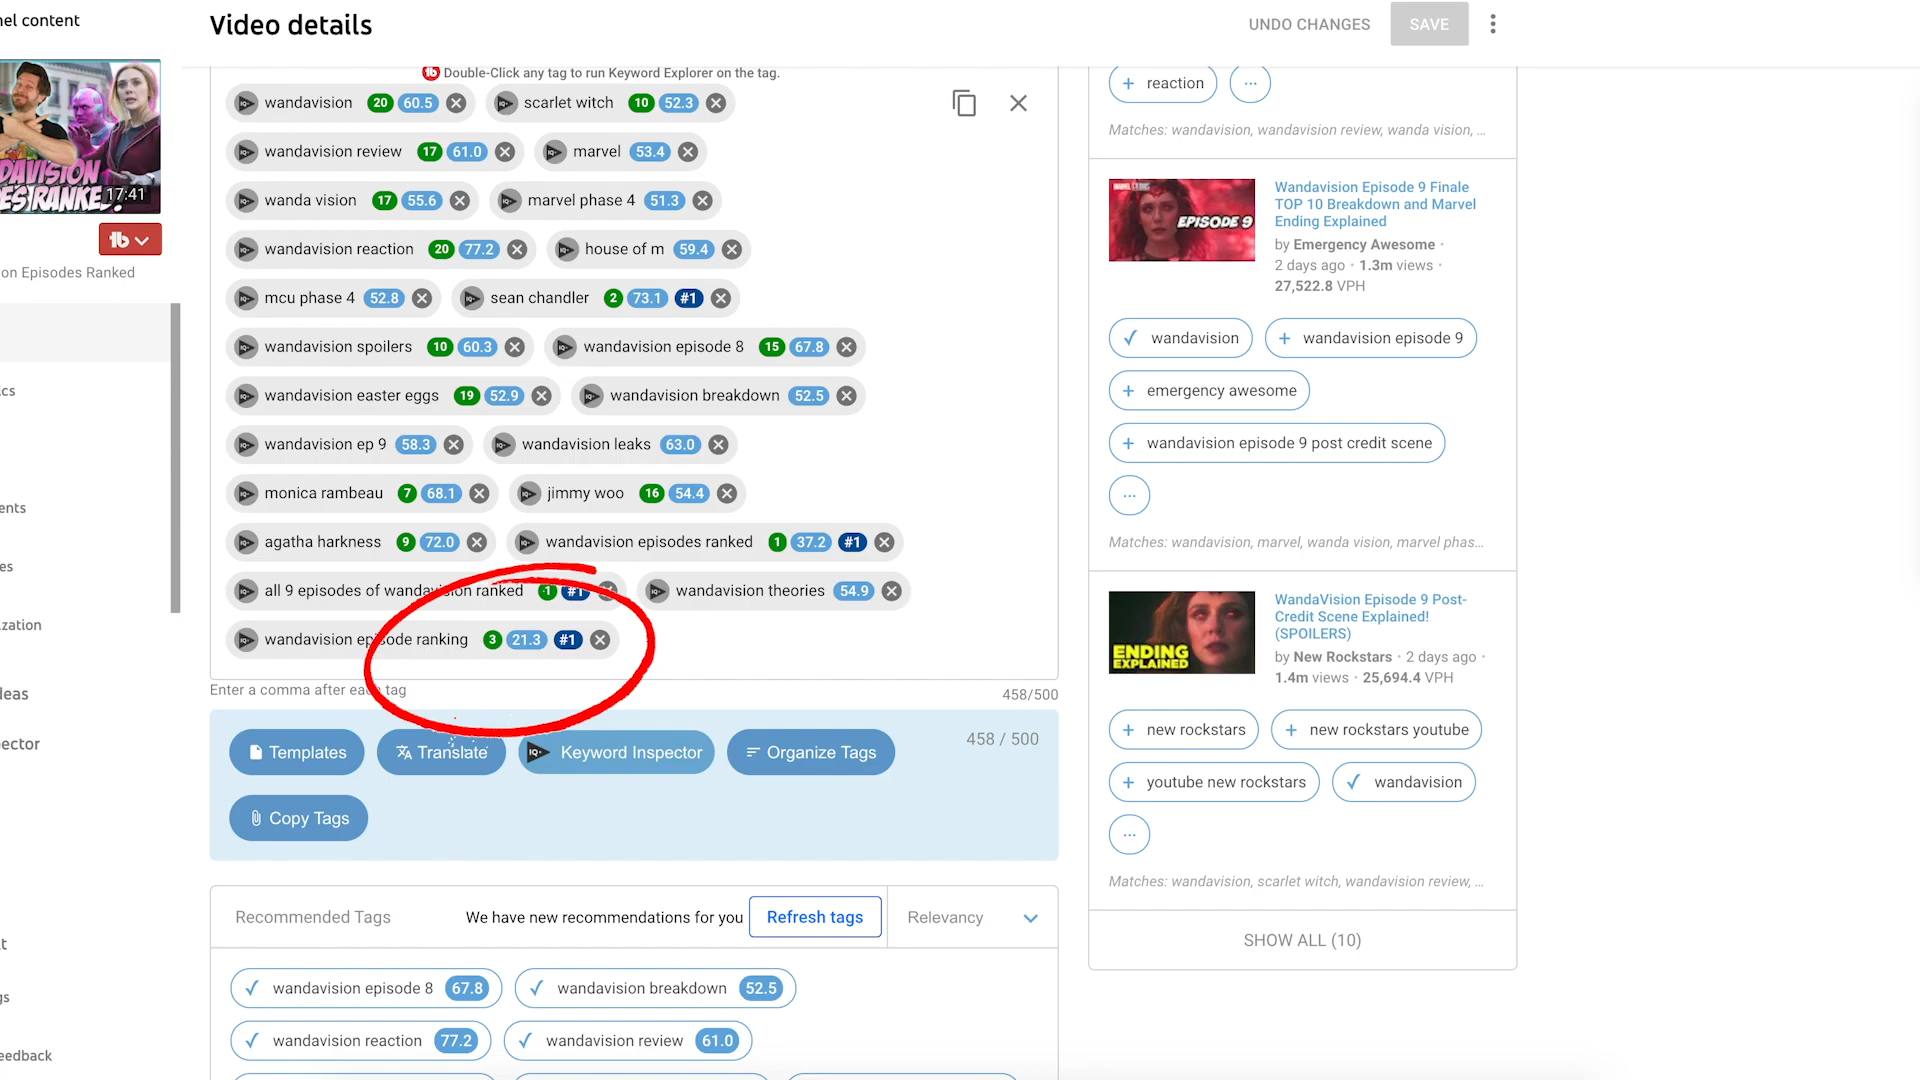 nel content
Video details
UNDO CHANGES
SAVE
Double-Click any tag to run Keyword Explorer on the tag.
wandavision 20 60.5
scarlet witch 10 52.3
wandavision review 17 61.0
marvel 53.4
wanda vision 17 55.6
marvel phase 4 51.3
wandavision reaction 20 77.2
house of m 59.4
mcu phase 4 52.8
sean chandler 2 73.1 #1
wandavision spoilers 10 60.3
wandavision episode 8 15 67.8
wandavision easter eggs 19 52.9
wandavision breakdown 52.5
wandavision ep 9 58.3
wandavision leaks 63.0
monica rambeau 7 68.1
jimmy woo 16 54.4
agatha harkness 9 72.0
wandavision episodes ranked 1 37.2 #1
all 9 episodes of wandavision ranked 1 #1
wandavision theories 54.9
wandavision episode ranking 3 21.3 #1
Enter a comma after each tag
458/500
Templates
Translate
Keyword Inspector
Organize Tags
458 / 500
Copy Tags
Recommended Tags
We have new recommendations for you
Refresh tags
Relevancy
wandavision episode 8 67.8
wandavision breakdown 52.5
wandavision reaction 77.2
wandavision review 61.0
DAVISION
ES RANKED!
17:41
tb
on Episodes Ranked
cs
ents
es
zation
deas
ector
t
gs
eedback
+ reaction
...
Matches: wandavision, wandavision review, wanda vision, ...
EPISODE 9
Wandavision Episode 9 Finale
TOP 10 Breakdown and Marvel
Ending Explained
by Emergency Awesome •
2 days ago • 1.3m views •
27,522.8 VPH
wandavision
+ wandavision episode 9
+ emergency awesome
+ wandavision episode 9 post credit scene
...
Matches: wandavision, marvel, wanda vision, marvel phas...
ENDING
EXPLAINED
WandaVision Episode 9 Post-
Credit Scene Explained!
(SPOILERS)
by New Rockstars • 2 days ago •
1.4m views • 25,694.4 VPH
+ new rockstars
+ new rockstars youtube
+ youtube new rockstars
wandavision
...
Matches: wandavision, scarlet witch, wandavision review, ...
SHOW ALL (10)